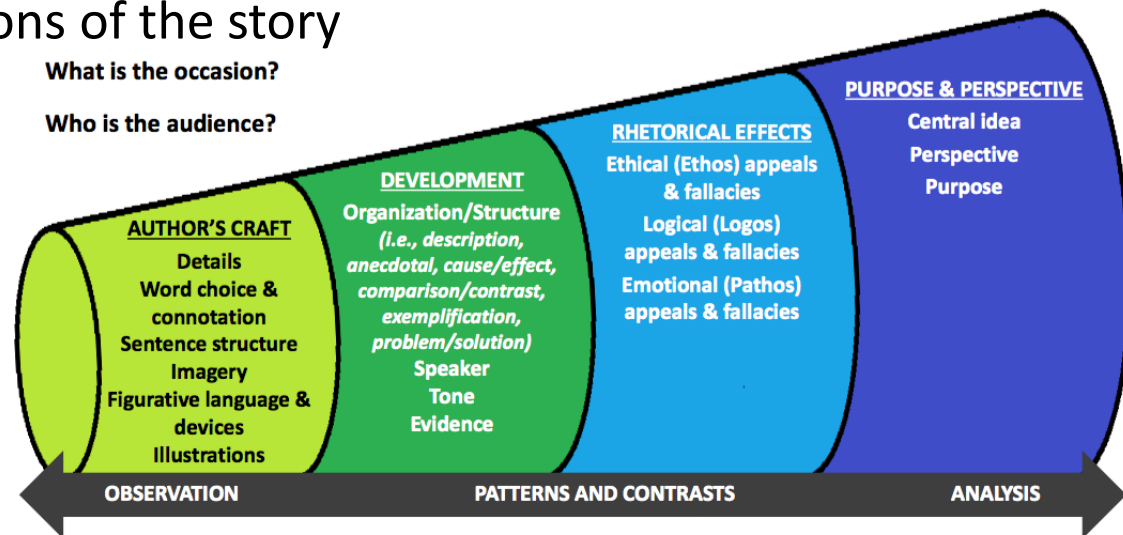 ons of the story
What is the occasion?
Who is the audience?
AUTHOR'S CRAFT
Details
Word choice &
connotation
Sentence structure
Imagery
Figurative language &
devices
Illustrations
DEVELOPMENT
Organization/Structure
(i.e., description,
anecdotal, cause/effect,
comparison/contrast,
exemplification,
problem/solution)
Speaker
Tone
Evidence
RHETORICAL EFFECTS
Ethical (Ethos) appeals
& fallacies
Logical (Logos)
appeals & fallacies
Emotional (Pathos)
appeals & fallacies
PURPOSE & PERSPECTIVE
Central idea
Perspective
Purpose
OBSERVATION
PATTERNS AND CONTRASTS
ANALYSIS